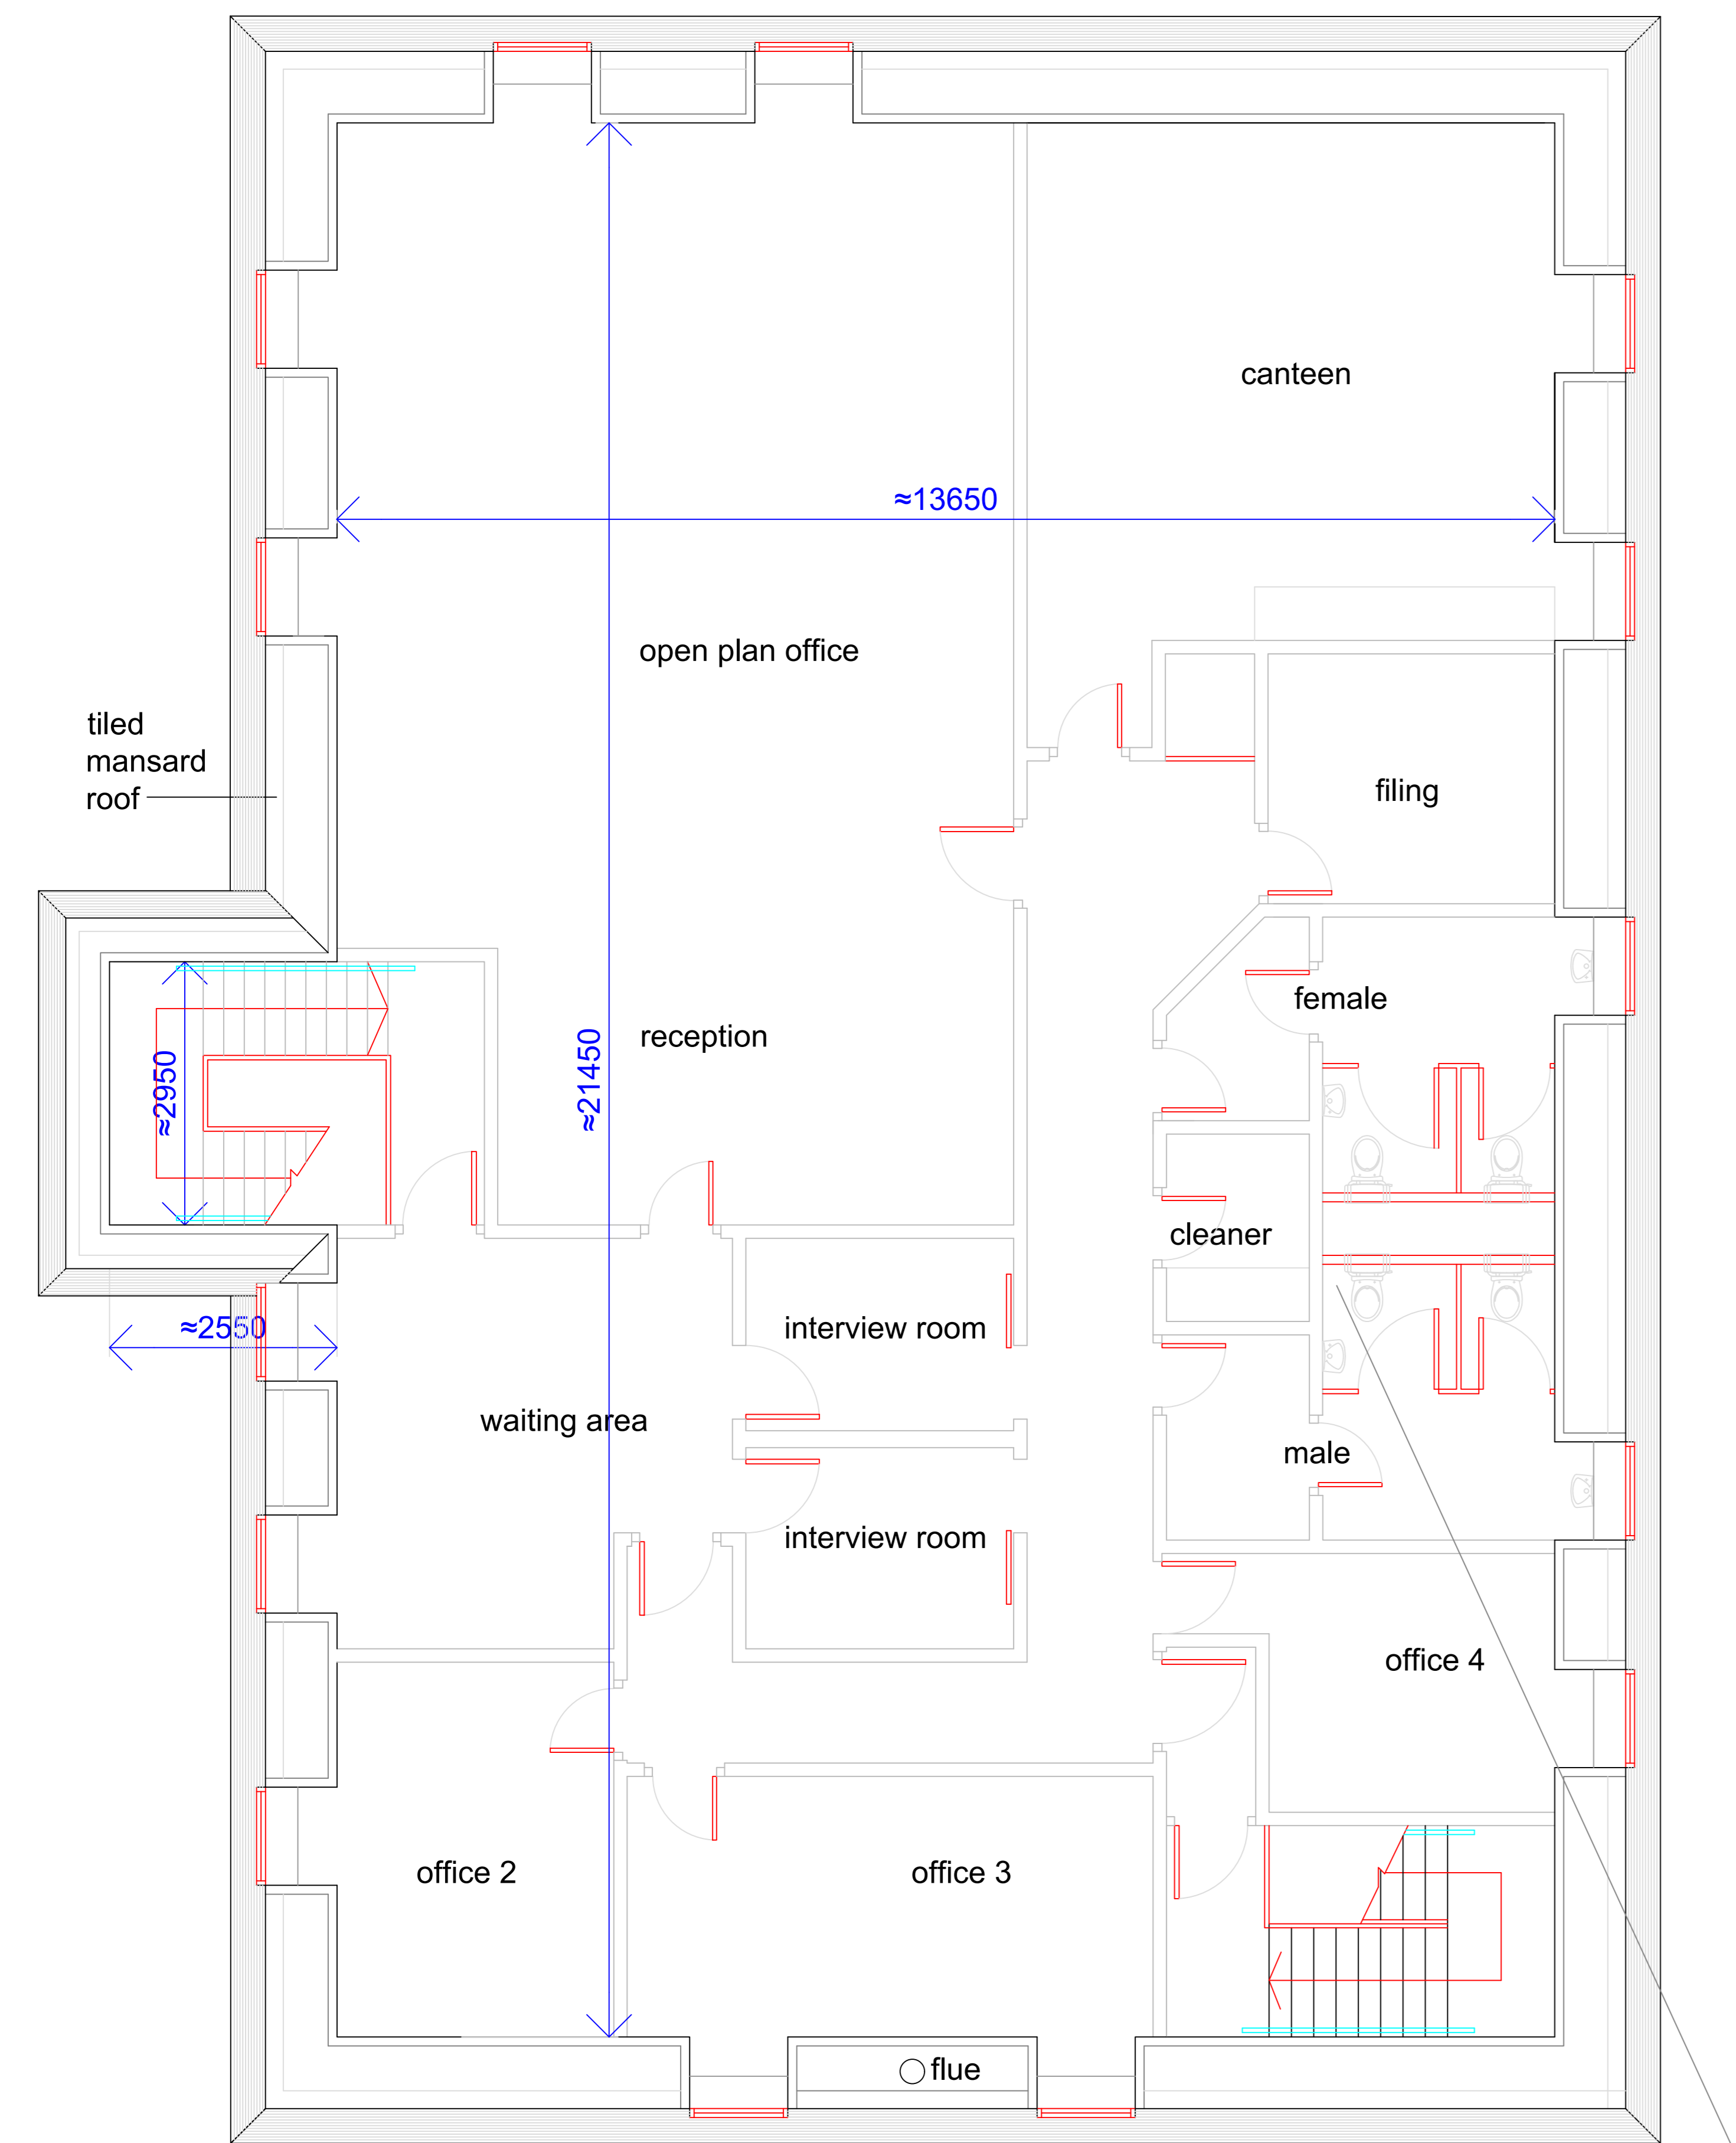 canteen
≈13650
open plan office
tiled
mansard
roof
filing
female
reception
≈2950
≈21450
cleaner
≈2550
interview room
waiting area
male
interview room
office 4
office 2
office 3
flue